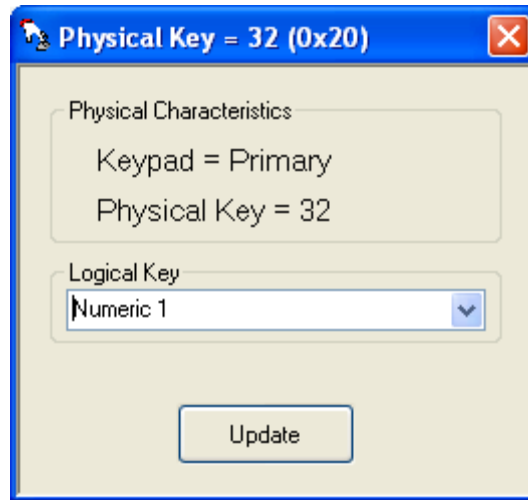 Physical Key = 32 (0x20)
Physical Characteristics
Keypad = Primary
Physical Key = 32
Logical Key
Numeric 1
Update